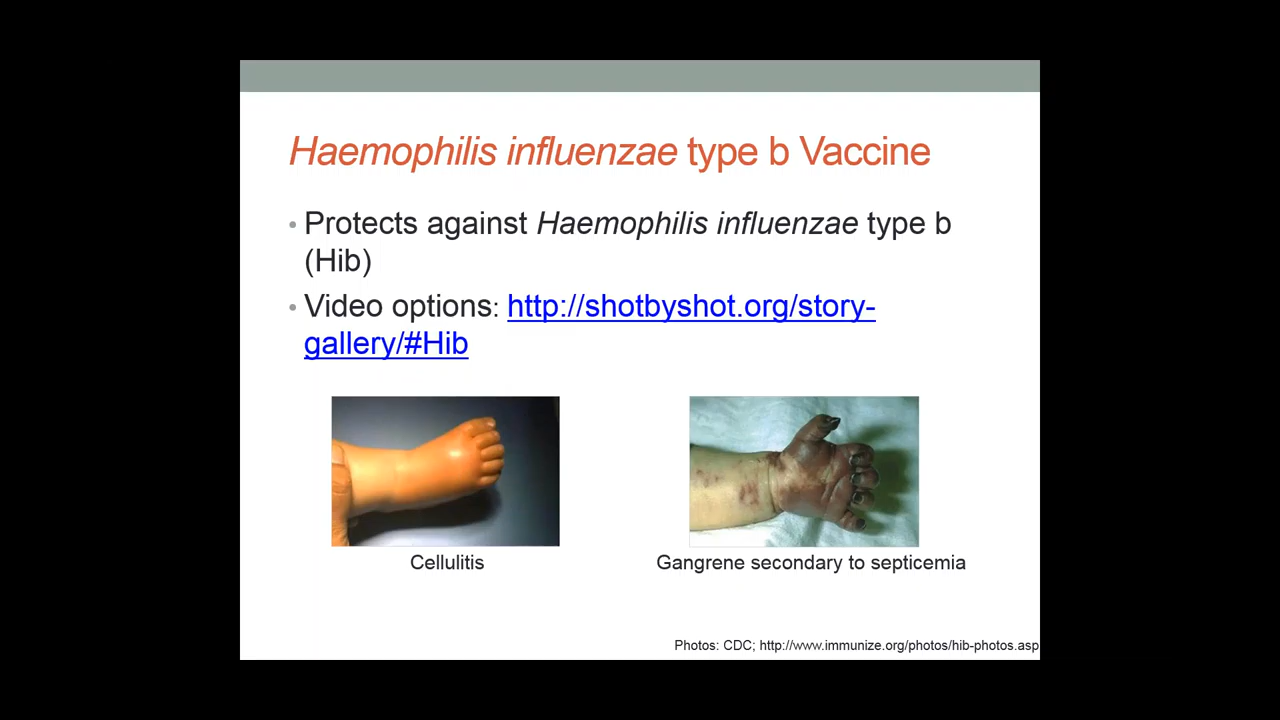 Haemophilis influenzae type b Vaccine
• Protects against Haemophilis influenzae type b
(Hib)
• Video options: http://shotbyshot.org/story-
gallery/#Hib
Cellulitis
Gangrene secondary to septicemia
Photos: CDC; http://www.immunize.org/photos/hib-photos.asp